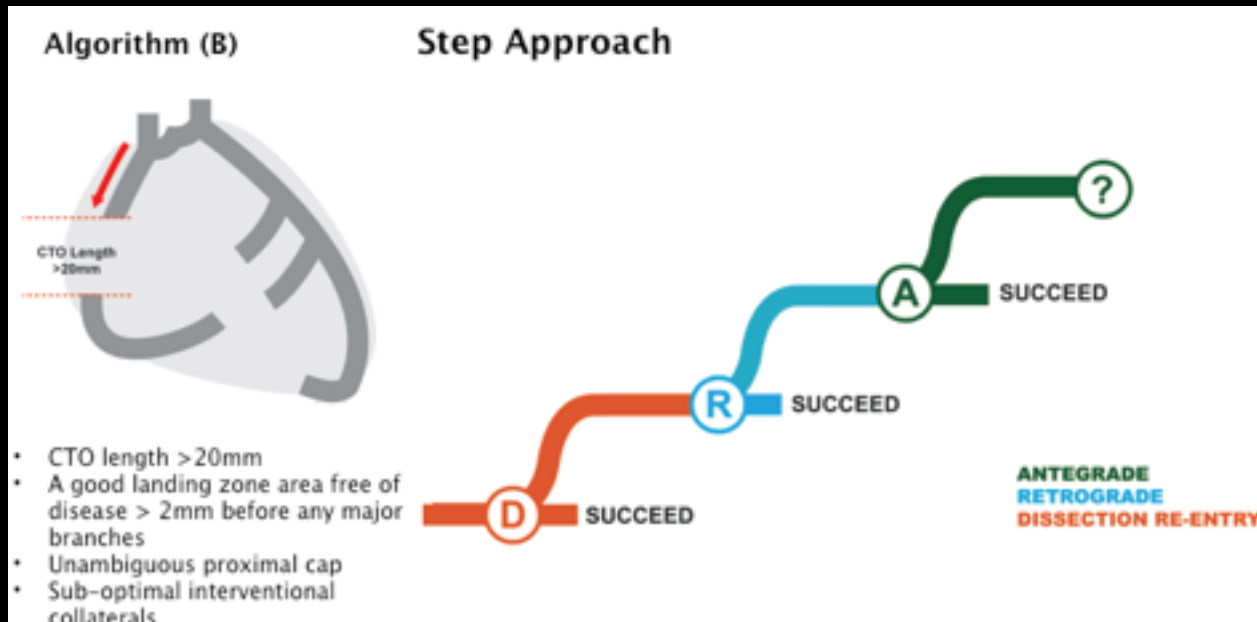 Algorithm (B)
Step Approach
CTO Length
>20mm
• CTO length >20mm
• A good landing zone area free of
disease > 2mm before any major
branches
• Unambiguous proximal cap
• Sub-optimal interventional
collaterals
?
A
SUCCEED
R
SUCCEED
D
SUCCEED
ANTEGRADE
RETROGRADE
DISSECTION RE-ENTRY